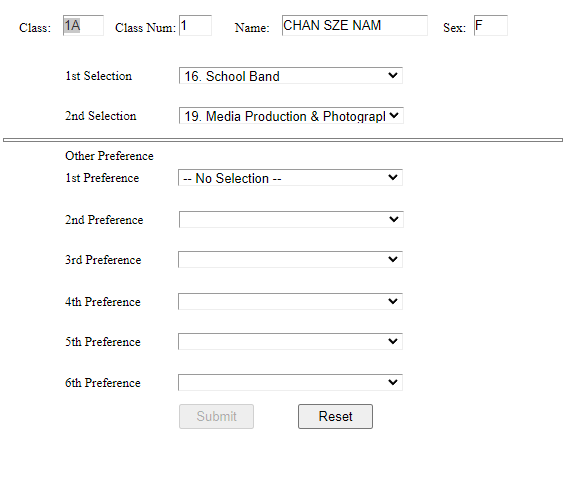 Class: 1A Class Num: 1 Name: CHAN SZE NAM Sex: F
1st Selection 16. School Band
2nd Selection 19. Media Production & Photograpl
Other Preference
1st Preference -- No Selection --
2nd Preference
3rd Preference
4th Preference
5th Preference
6th Preference
Submit Reset